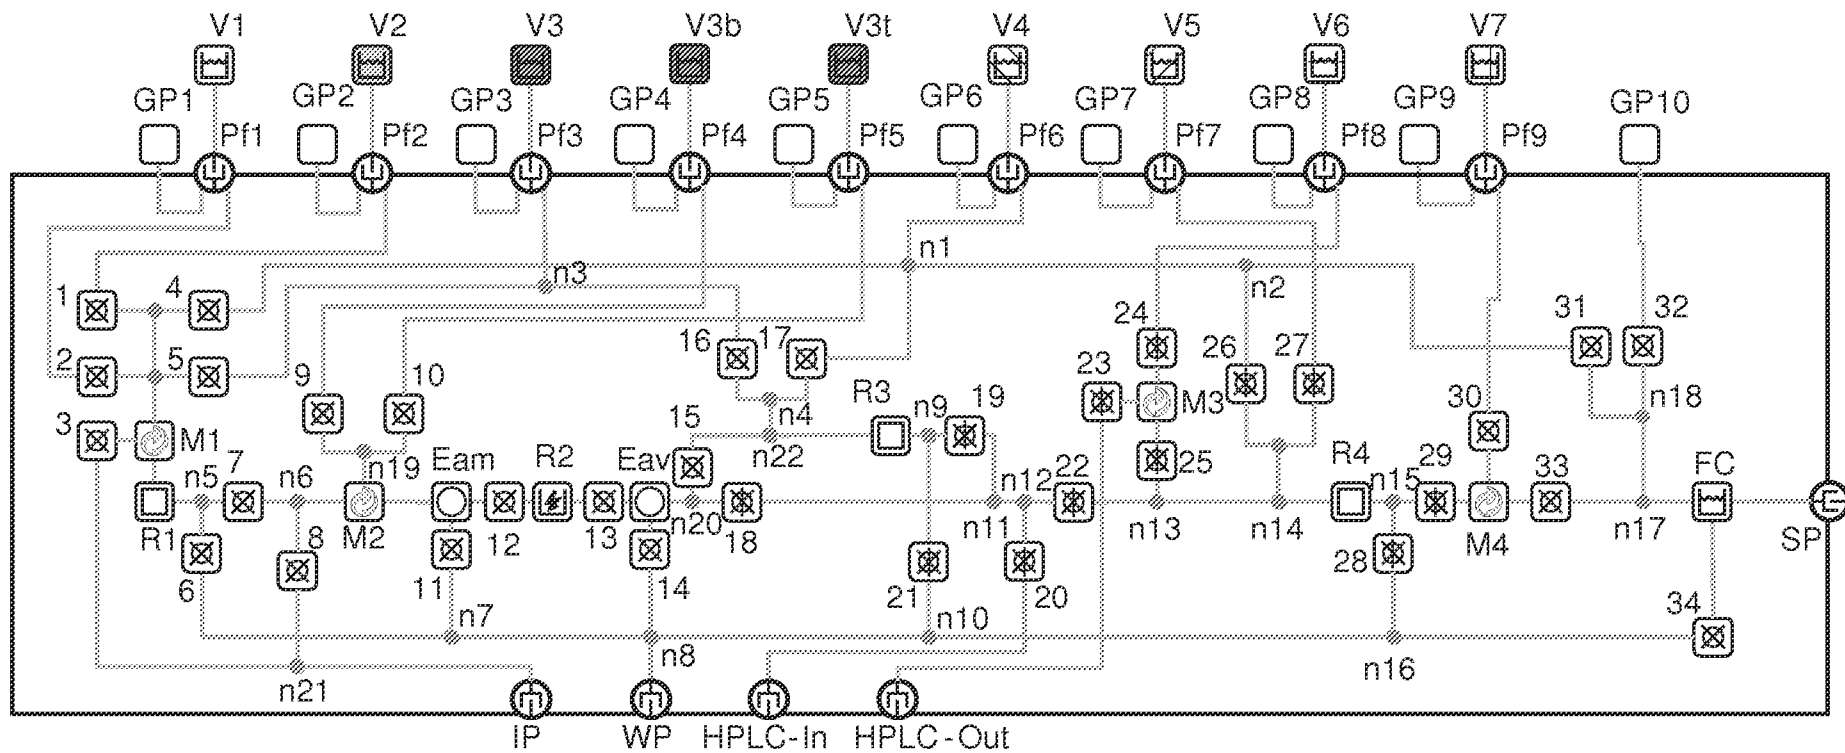 V1 V2 V3 V3b V3t V4 V5 V6 V7
GP1 GP2 GP3 GP4 GP5 GP6 GP7 GP8 GP9 GP10
Pf1 Pf2 Pf3 Pf4 Pf5 Pf6 Pf7 Pf8 Pf9
n1
n3 n2
1 4 24 31 32
16 17 26 27
2 5 9 10 23
R3 n9 19 M3 30 n18
3 M1 15 n4
n19 Eam R2 Eav n22 25 R4 29 33 FC
7 n6 n12 22 n15
n5
R1 8 M2 12 13 n20 18 n11 n13 n14 28 M4 n17 SP
6 11 14 21 20
n7 n10 34
n8 n16
n21
IP WP HPLC-In HPLC-Out